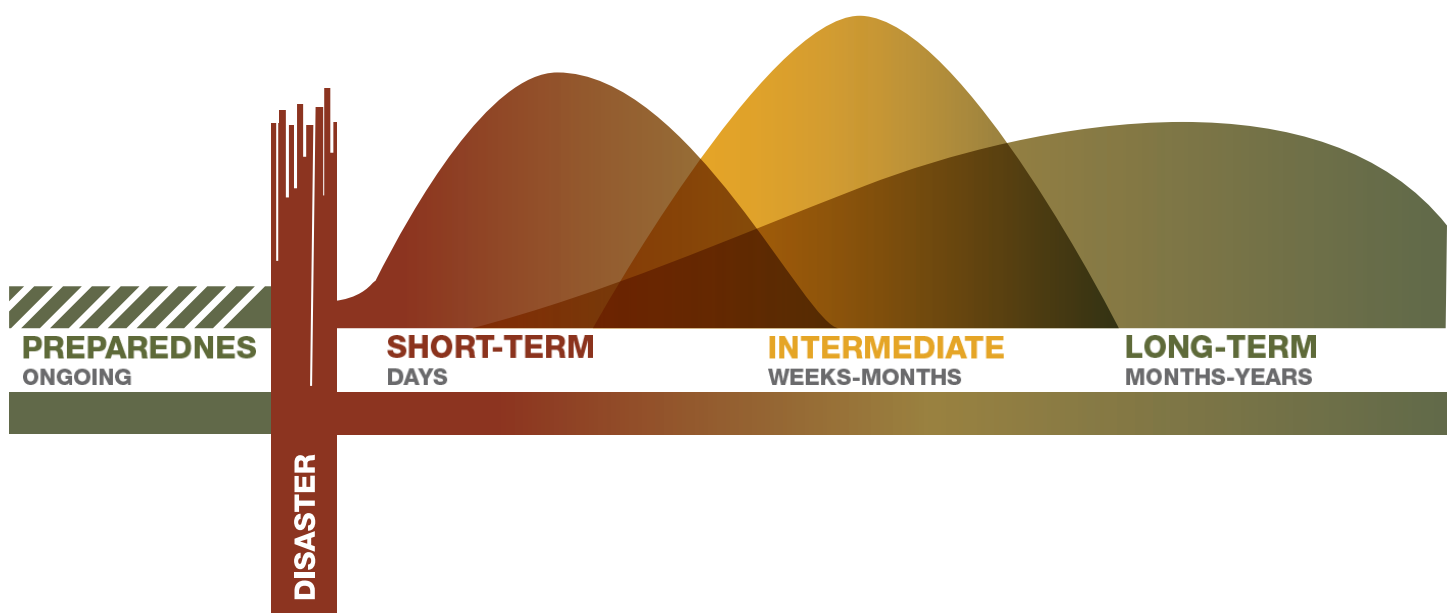 PREPAREDNES
ONGOING
DISASTER
SHORT-TERM
DAYS
INTERMEDIATE
WEEKS-MONTHS
LONG-TERM
MONTHS-YEARS